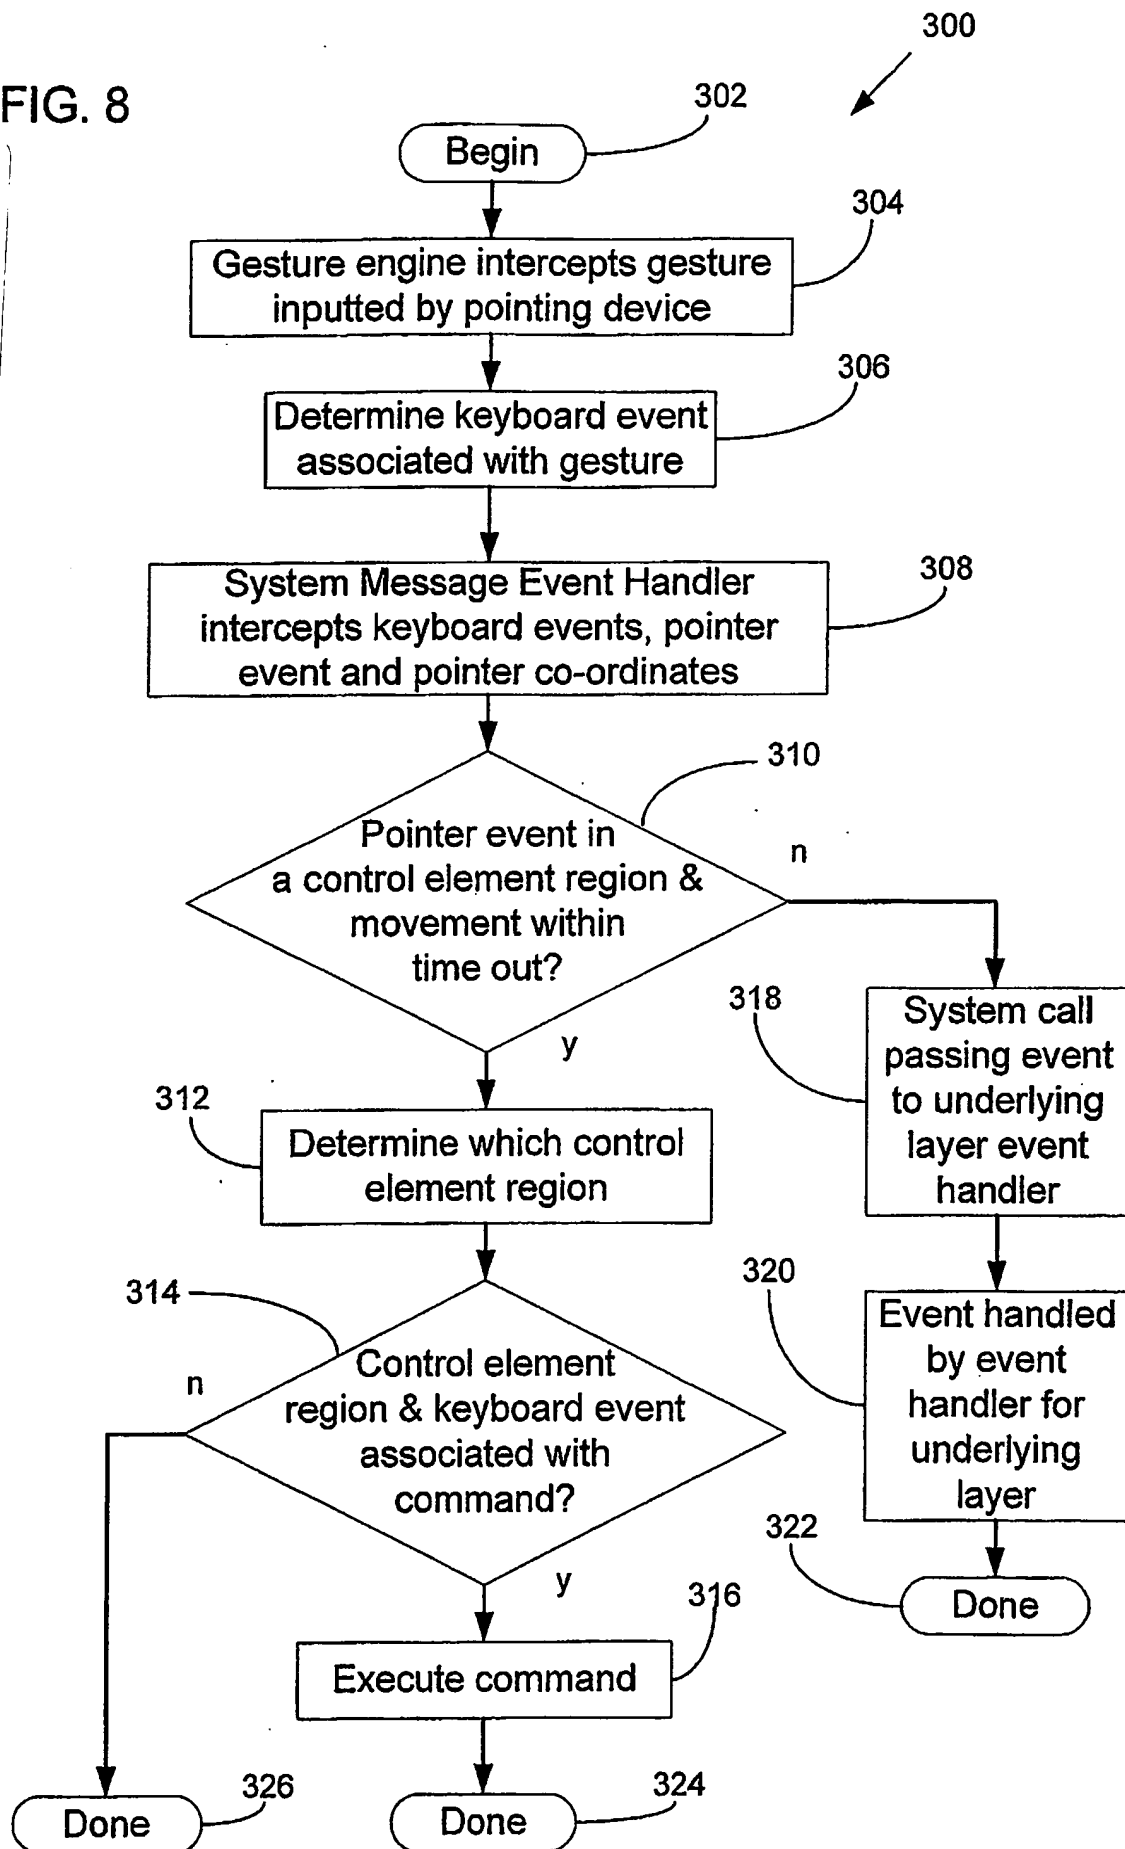 300
FIG. 8
302
Begin
304
Gesture engine intercepts gesture
inputted by pointing device
306
Determine keyboard event
associated with gesture
308
System Message Event Handler
intercepts keyboard events, pointer
event and pointer co-ordinates
310
Pointer event in
a control element region &
movement within
time out?
n
y
318
System call
passing event
to underlying
layer event
handler
312
Determine which control
element region
320
Event handled
by event
handler for
underlying
layer
314
Control element
region & keyboard event
associated with
command?
n
y
322
Done
316
Execute command
326
Done
324
Done